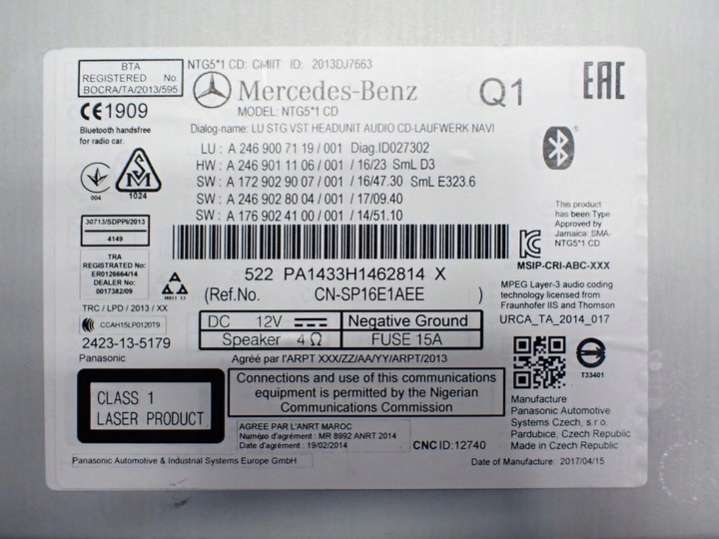 BTA
REGISTERED No.
BOCRA/TA/2013/595
NTG5*1 CD: CMIIT ID: 2013DJ7663
Mercedes-Benz
Q1
EAC
MODEL: NTG5*1 CD
CE1909
Bluetooth handsfree
for radio car.
Dialog-name: LU STG VST HEADUNIT AUDIO CD-LAUFWERK NAVI
LU : A 246 900 71 19 / 001 Diag.ID027302
HW : A 246 901 11 06 / 001 / 16/23 SmL D3
SW : A 172 902 90 07 / 001 / 16/47.30 SmL E323.6
SW : A 246 902 80 04 / 001 / 17/09.40
SW : A 176 902 41 00 / 001 / 14/51.10
004
1024
30713/SDPPI/2013
4149
This product
has been Type
Approved by
Jamaica: SMA-
NTG5*1 CD
MSIP-CRI-ABC-XXX
TRA
REGISTERED No:
ER0126664/14
DEALER No:
0017382/09
522 PA1433H1462814 X
(Ref.No. CN-SP16E1AEE )
MPEG Layer-3 audio coding
technology licensed from
Fraunhofer IIS and Thomson
URCA_TA_2014_017
TRC / LPD / 2013 / XX
CCAH15LP0120T9
2423-13-5179
Panasonic
DC 12V Negative Ground
Speaker 4 Ω FUSE 15A
Agréé par l'ARPT XXX/ZZ/AA/YY/ARPT/2013
T33401
CLASS 1
LASER PRODUCT
Connections and use of this communications
equipment is permitted by the Nigerian
Communications Commission
AGREE PAR L'ANRT MAROC
Numéro d'agrément : MR 8992 ANRT 2014
Date d'agrément : 19/02/2014
CNC ID:12740
Manufacture
Panasonic Automotive
Systems Czech, s.r.o.
Pardubice, Czech Republic
Made in Czech Republic
Panasonic Automotive & Industrial Systems Europe GmbH
Date of Manufacture: 2017/04/15